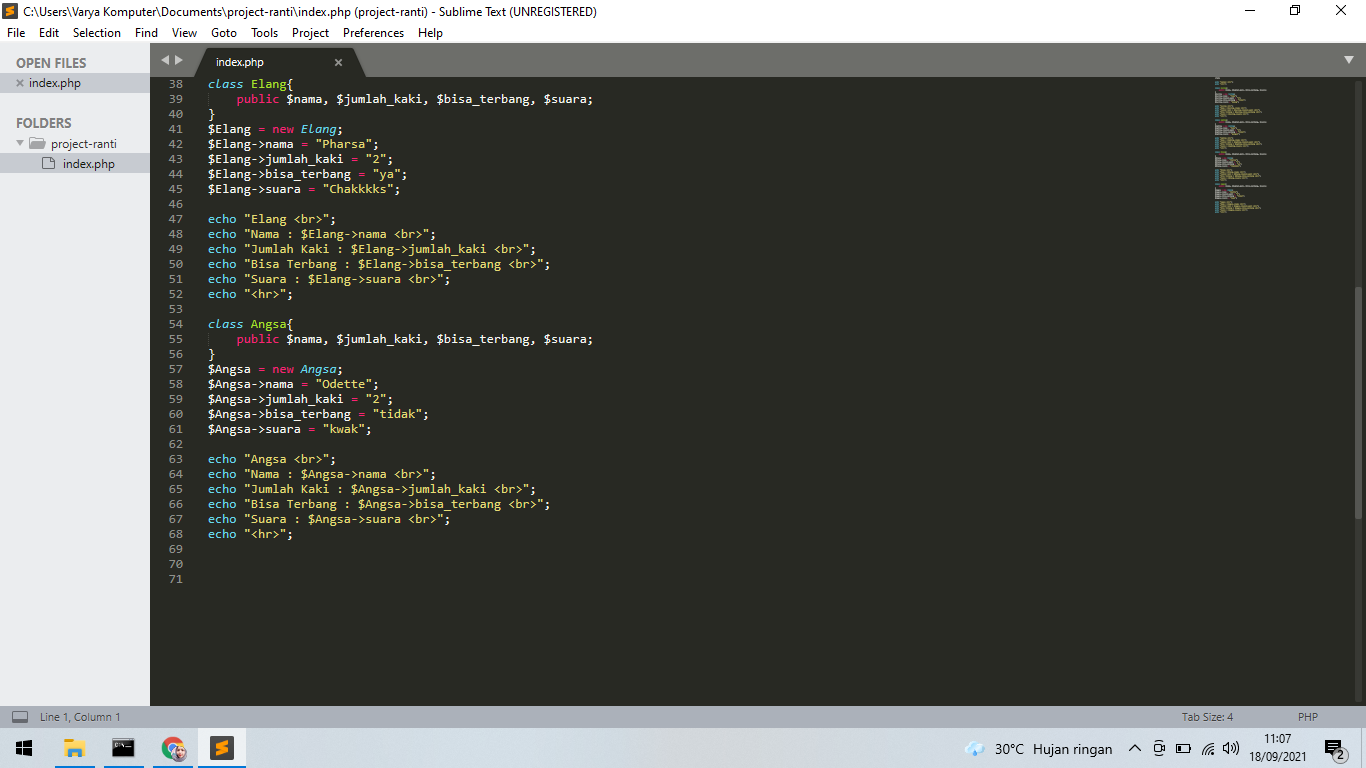 C:\Users\Varya Komputer\Documents\project-ranti\index.php (project-ranti) - Sublime Text (UNREGISTERED)
File Edit Selection Find View Goto Tools Project Preferences Help
OPEN FILES
index.php
FOLDERS
project-ranti
index.php
index.php
38 class Elang{
39 public $nama, $jumlah_kaki, $bisa_terbang, $suara;
40 }
41 $Elang = new Elang;
42 $Elang->nama = "Pharsa";
43 $Elang->jumlah_kaki = "2";
44 $Elang->bisa_terbang = "ya";
45 $Elang->suara = "Chakkkks";
46
47 echo "Elang <br>";
48 echo "Nama : $Elang->nama <br>";
49 echo "Jumlah Kaki : $Elang->jumlah_kaki <br>";
50 echo "Bisa Terbang : $Elang->bisa_terbang <br>";
51 echo "Suara : $Elang->suara <br>";
52 echo "<hr>";
53
54 class Angsa{
55 public $nama, $jumlah_kaki, $bisa_terbang, $suara;
56 }
57 $Angsa = new Angsa;
58 $Angsa->nama = "Odette";
59 $Angsa->jumlah_kaki = "2";
60 $Angsa->bisa_terbang = "tidak";
61 $Angsa->suara = "kwak";
62
63 echo "Angsa <br>";
64 echo "Nama : $Angsa->nama <br>";
65 echo "Jumlah Kaki : $Angsa->jumlah_kaki <br>";
66 echo "Bisa Terbang : $Angsa->bisa_terbang <br>";
67 echo "Suara : $Angsa->suara <br>";
68 echo "<hr>";
69
70
71
Line 1, Column 1 Tab Size: 4 PHP
30°C Hujan ringan
11:07
18/09/2021
2